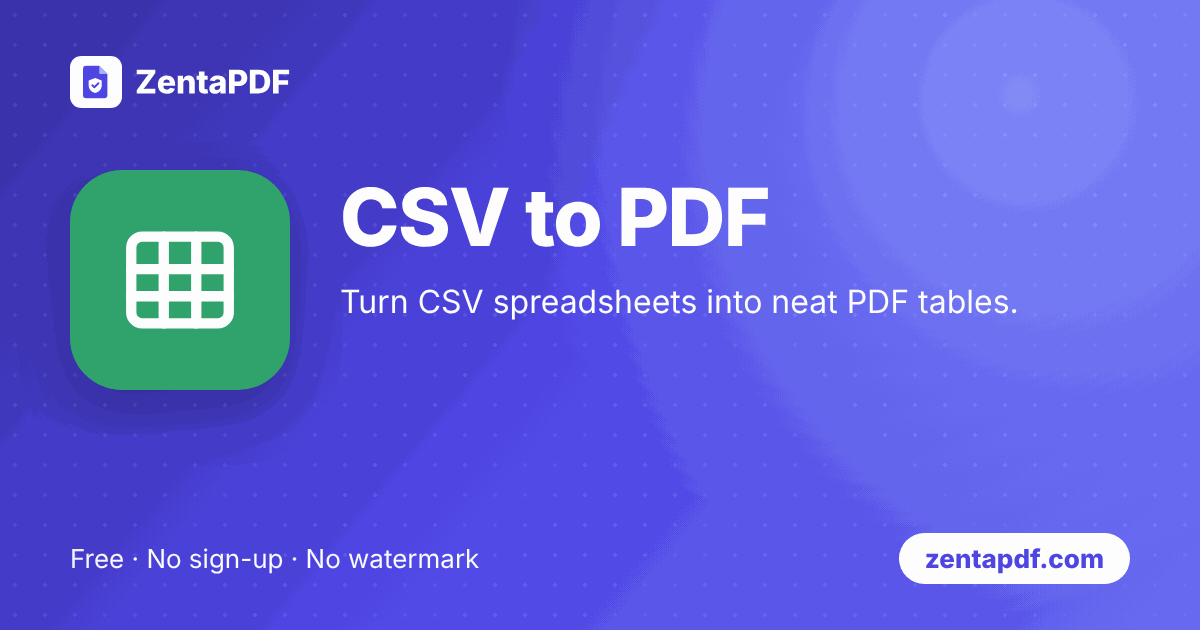 ZentaPDF
CSV to PDF
Turn CSV spreadsheets into neat PDF tables.
Free · No sign-up · No watermark
zentapdf.com